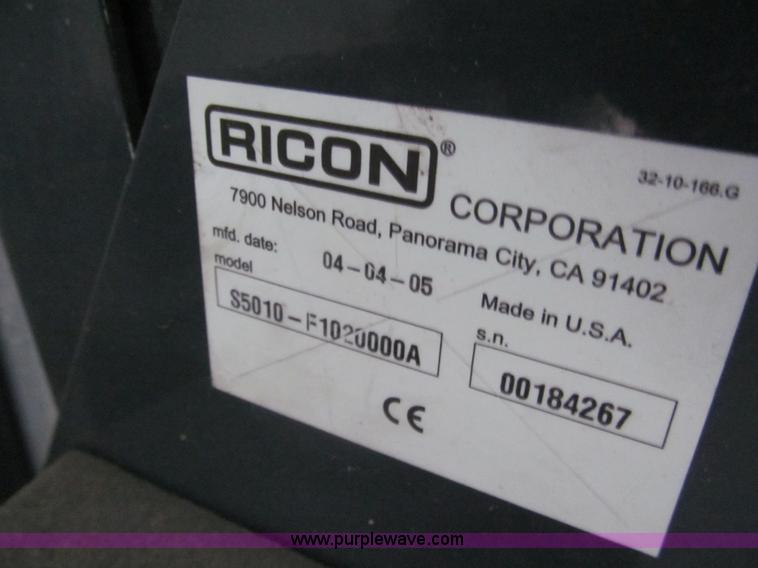 RICON®
32-10-166.G
CORPORATION
7900 Nelson Road, Panorama City, CA 91402
mfd. date: 04-04-05
Made in U.S.A.
model
S5010-F1020000A
s.n.
00184267
CE
www.purplewave.com